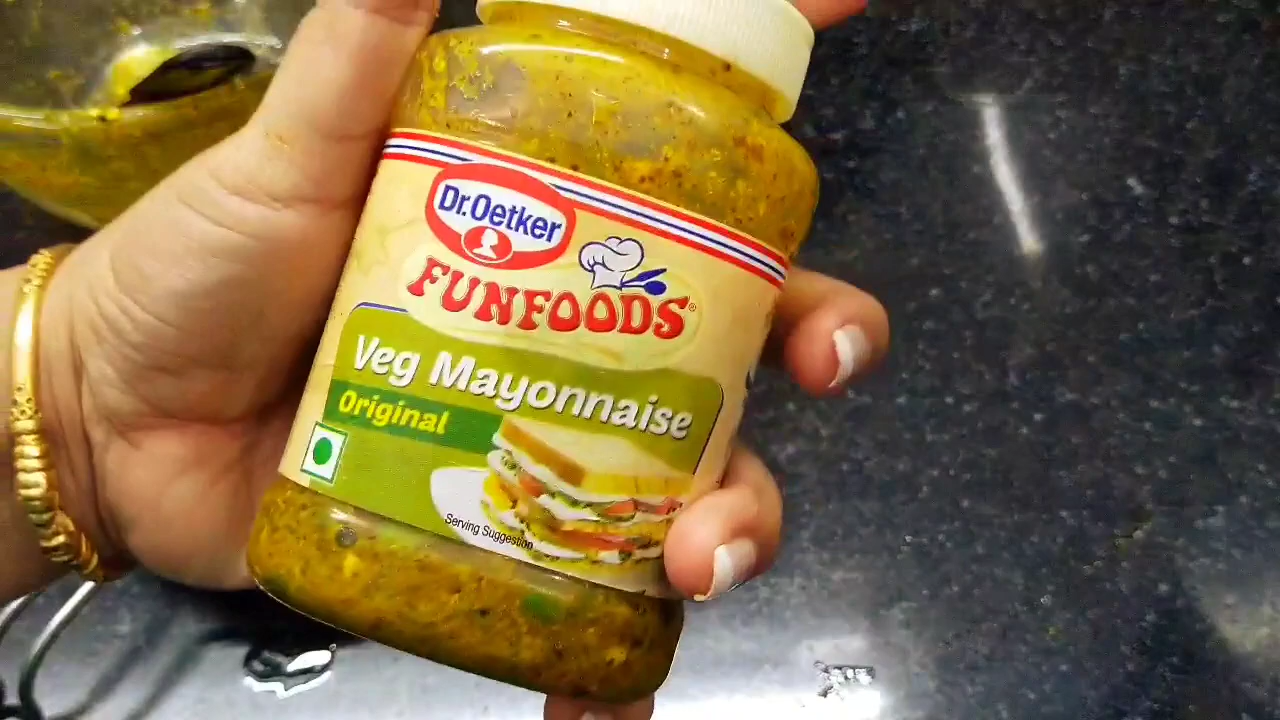 Dr.Oetker
FUNFOODS®
Veg Mayonnaise
Original
Serving Suggestion